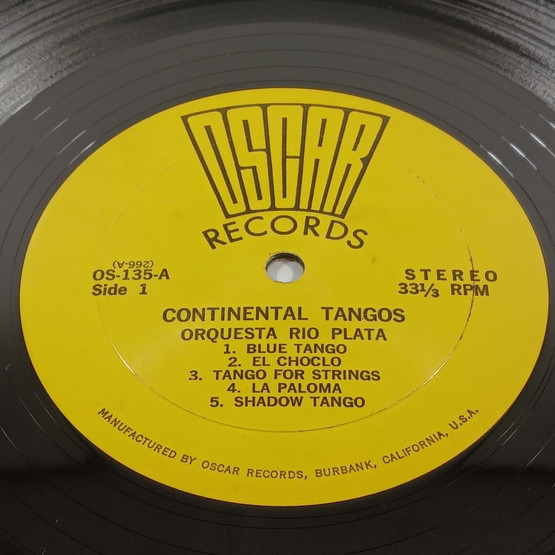 OSCAR
RECORDS
(266-A)
OS-135-A
Side 1
STEREO
33⅓ RPM
CONTINENTAL TANGOS
ORQUESTA RIO PLATA
1. BLUE TANGO
2. EL CHOCLO
3. TANGO FOR STRINGS
4. LA PALOMA
5. SHADOW TANGO
MANUFACTURED BY OSCAR RECORDS, BURBANK, CALIFORNIA, U.S.A.